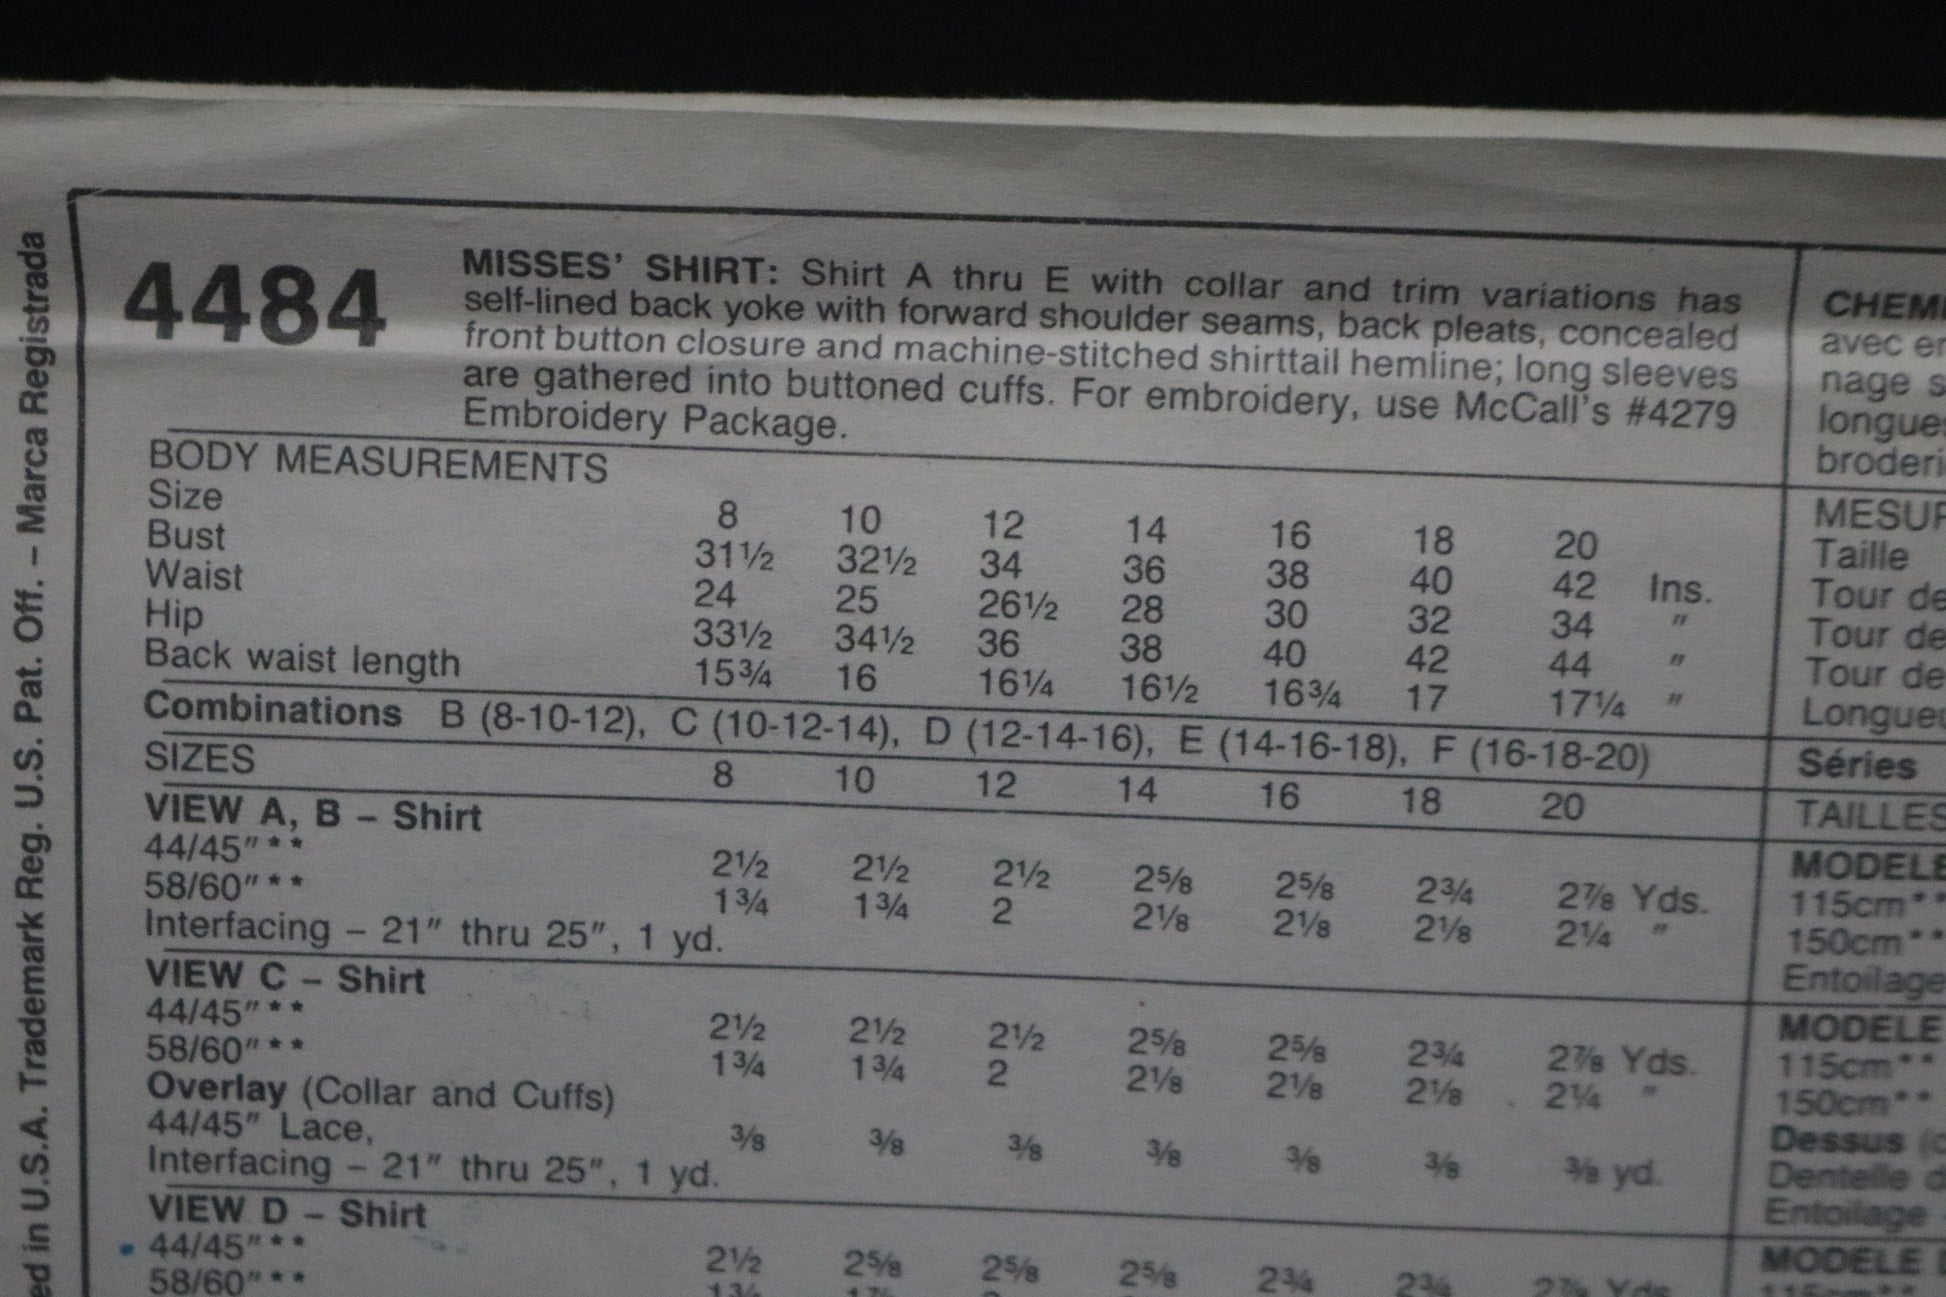 ed in U.S.A. Trademark Reg. U.S. Pat. Off. – Marca Registrada
4484
MISSES' SHIRT: Shirt A thru E with collar and trim variations has
self-lined back yoke with forward shoulder seams, back pleats, concealed
front button closure and machine-stitched shirttail hemline; long sleeves
are gathered into buttoned cuffs. For embroidery, use McCall's #4279
Embroidery Package.
BODY MEASUREMENTS
Size 8 10 12 14 16 18 20
Bust 31½ 32½ 34 36 38 40 42 Ins.
Waist 24 25 26½ 28 30 32 34 "
Hip 33½ 34½ 36 38 40 42 44 "
Back waist length 15¾ 16 16¼ 16½ 16¾ 17 17¼ "
Combinations B (8-10-12), C (10-12-14), D (12-14-16), E (14-16-18), F (16-18-20)
SIZES 8 10 12 14 16 18 20
VIEW A, B – Shirt
44/45"** 2½ 2½ 2½ 2⅝ 2⅝ 2¾ 2⅞ Yds.
58/60"** 1¾ 1¾ 2 2⅛ 2⅛ 2⅛ 2¼ "
Interfacing – 21" thru 25", 1 yd.
VIEW C – Shirt
44/45"** 2½ 2½ 2½ 2⅝ 2⅝ 2¾ 2⅞ Yds.
58/60"** 1¾ 1¾ 2 2⅛ 2⅛ 2⅛ 2¼ "
Overlay (Collar and Cuffs)
44/45" Lace, ⅜ ⅜ ⅜ ⅜ ⅜ ⅜ ⅜ yd.
Interfacing – 21" thru 25", 1 yd.
VIEW D – Shirt
44/45"** 2½ 2⅝ 2⅝ 2⅝ 2¾ 2¾ 2⅞ Yds.
58/60"**
CHEMI
avec en
nage s
longues
broderi
MESUR
Taille
Tour de
Tour de
Tour de
Longueu
Séries
TAILLES
MODELE
115cm**
150cm**
Entoilage
MODELE
115cm**
150cm**
Dessus (c
Dentelle d
Entoilage
MODELE
115cm**